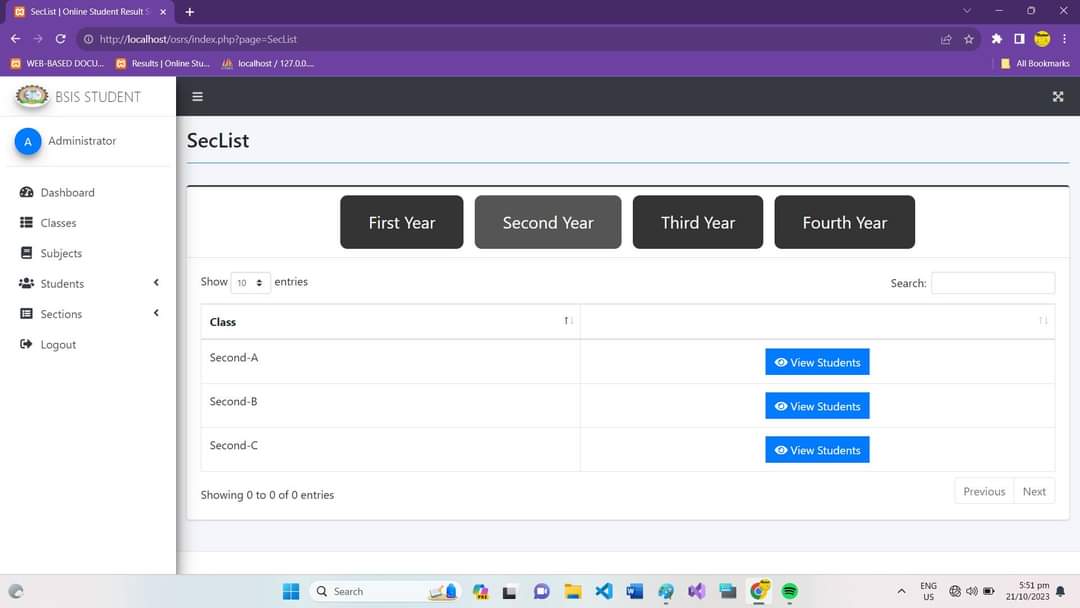 SecList | Online Student Result S
http://localhost/osrs/index.php?page=SecList
WEB-BASED DOCU... Results | Online Stu... localhost / 127.0.0.... All Bookmarks
BSIS STUDENT
A Administrator
Dashboard
Classes
Subjects
Students
Sections
Logout
SecList
First Year Second Year Third Year Fourth Year
Show 10 entries Search:
Class
Second-A View Students
Second-B View Students
Second-C View Students
Showing 0 to 0 of 0 entries Previous Next
Search
ENG
US
5:51 pm
21/10/2023